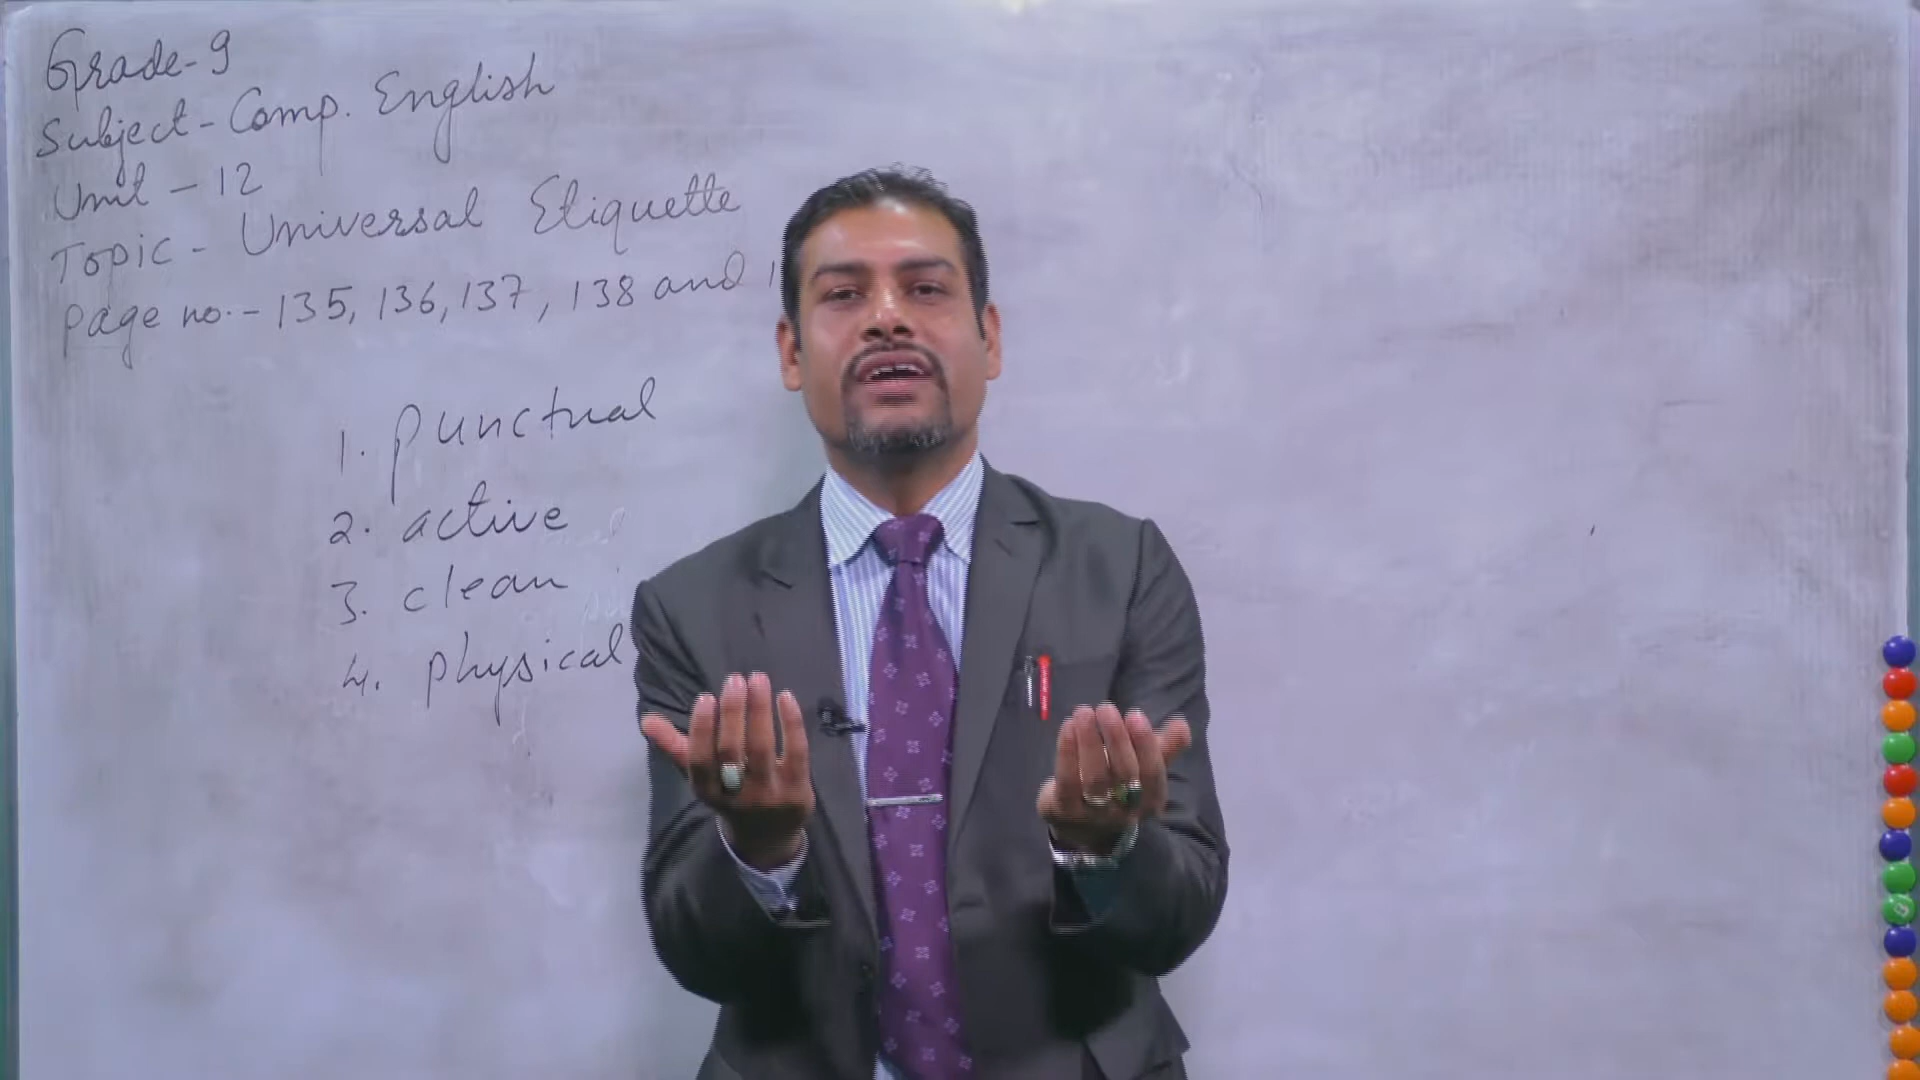 Grade-9
Subject-Comp. English
Unit - 12
Topic - Universal Etiquette
Page no.- 135, 136, 137, 138 and
1. punctual
2. active
3. clean
4. physical